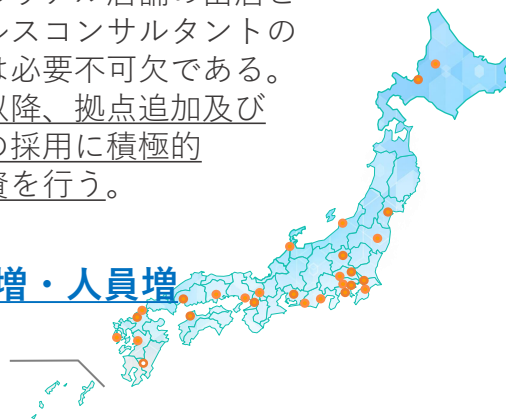 ルスコンサルタントの
は必要不可欠である。
以降、拠点追加及び
の採用に積極的
資を行う。
増・人員増